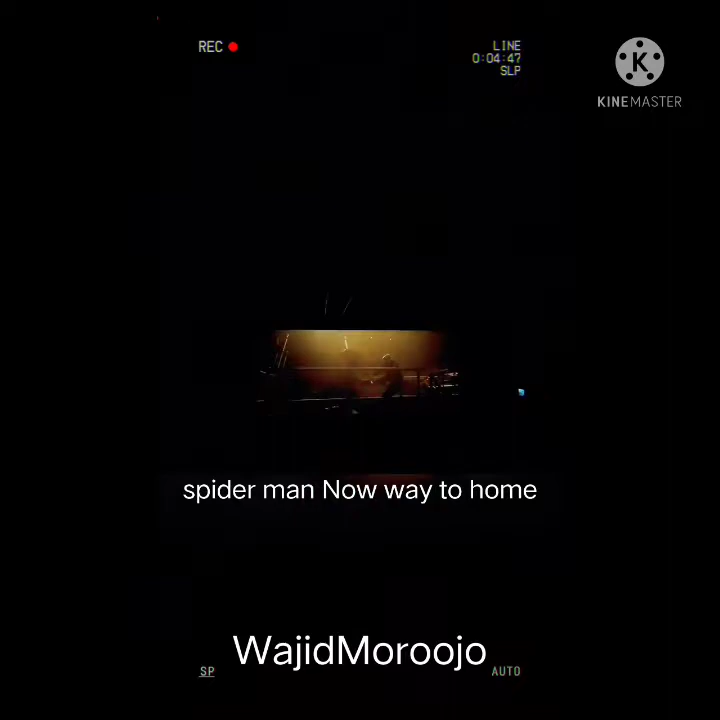 REC
LINE
0:04:47
SLP
KINEMASTER
spider man Now way to home
WajidMoroojo
SP
AUTO